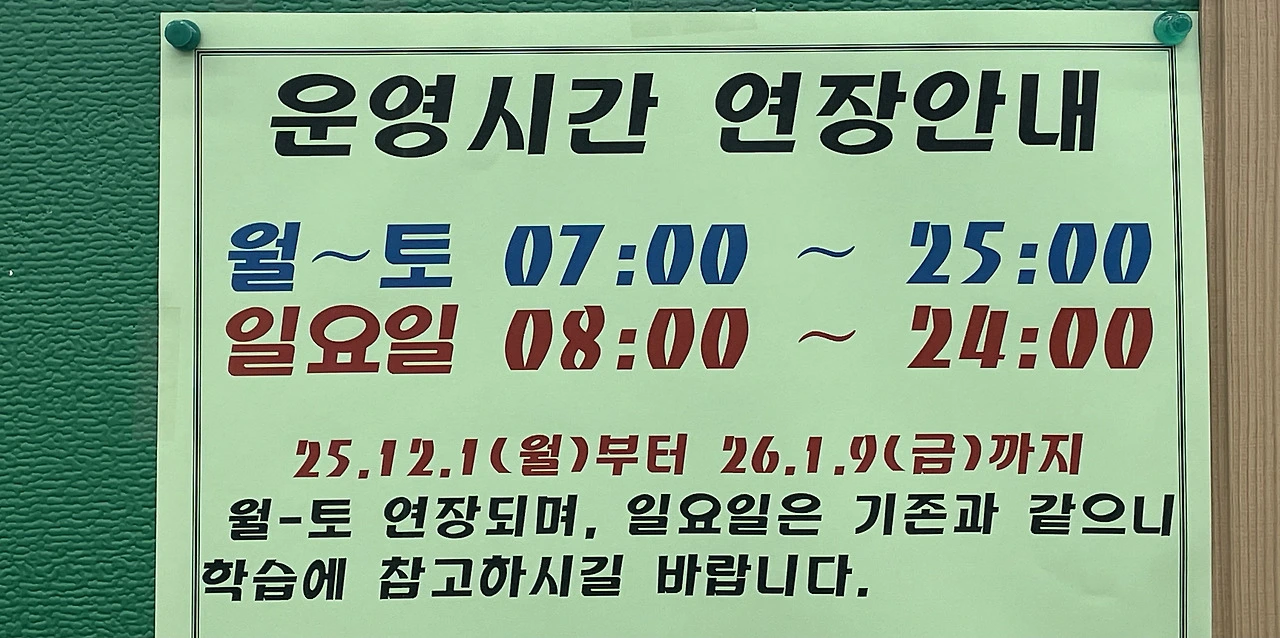 운영시간 연장안내
월~토 07:00 ~ 25:00
일요일 08:00 ~ 24:00
25.12.1(월)부터 26.1.9(금)까지
월-토 연장되며, 일요일은 기존과 같으니
학습에 참고하시길 바랍니다.